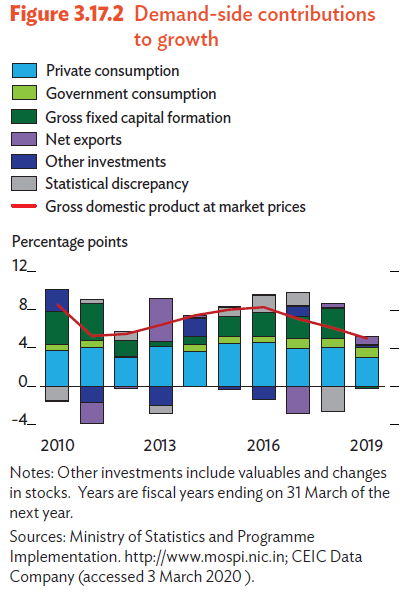 Figure 3.17.2 Demand-side contributions
to growth
Private consumption
Government consumption
Gross fixed capital formation
Net exports
Other investments
Statistical discrepancy
Gross domestic product at market prices
Percentage points
12
8
4
0
-4
2010 2013 2016 2019
Notes: Other investments include valuables and changes
in stocks. Years are fiscal years ending on 31 March of the
next year.
Sources: Ministry of Statistics and Programme
Implementation. http://www.mospi.nic.in; CEIC Data
Company (accessed 3 March 2020 ).